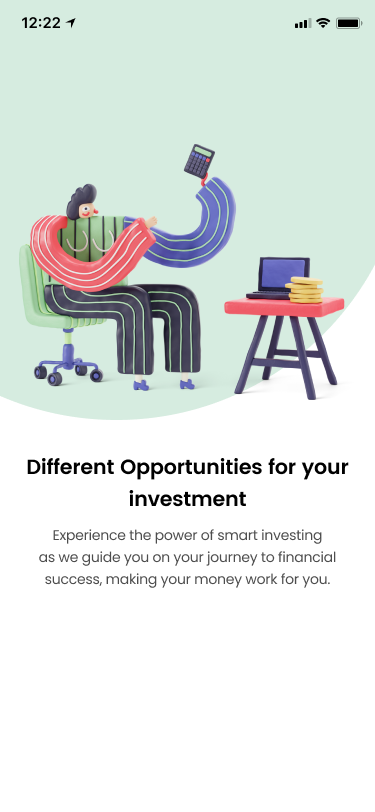 12:22
Different Opportunities for your
investment
Experience the power of smart investing
as we guide you on your journey to financial
success, making your money work for you.